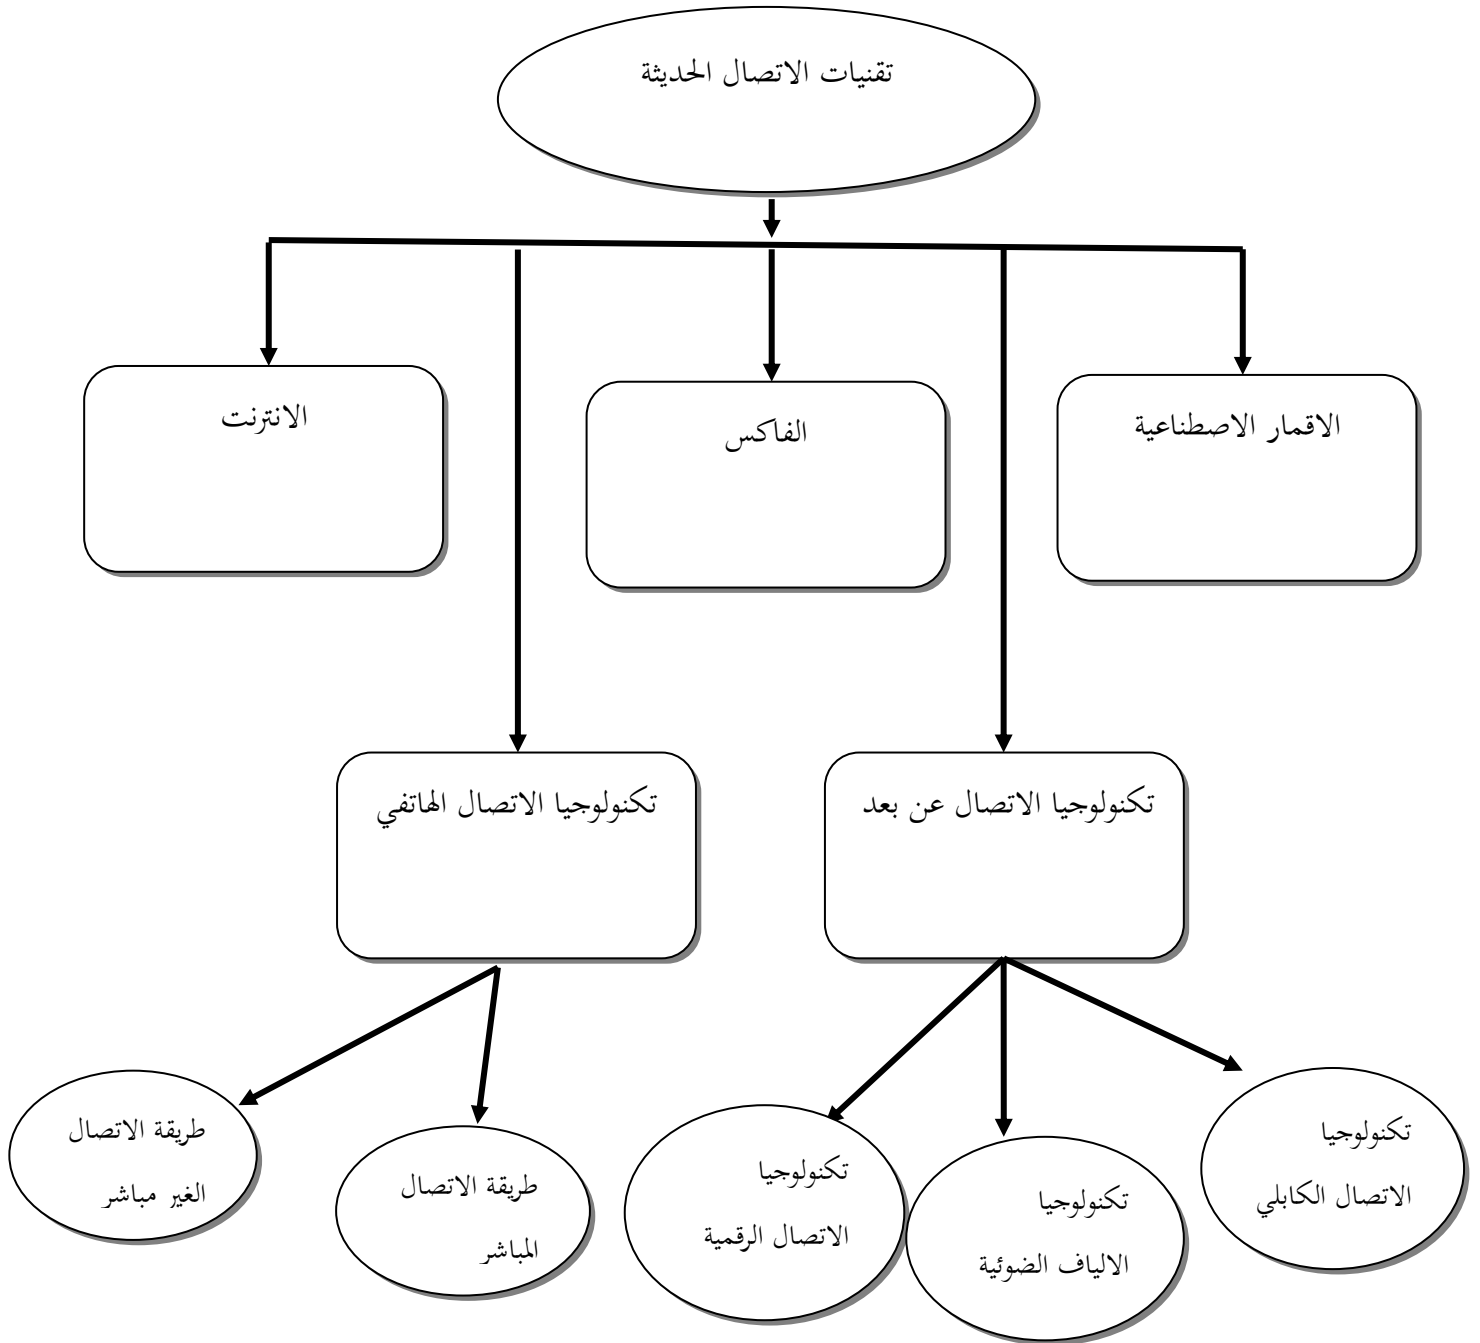 تقنيات الاتصال الحديثة
الاقمار الاصطناعية
الفاكس
الانترنت
تكنولوجيا الاتصال عن بعد
تكنولوجيا الاتصال الهاتفي
تكنولوجيا
الاتصال الكابلي
تكنولوجيا
الالياف الضوئية
تكنولوجيا
الاتصال الرقمية
طريقة الاتصال
المباشر
طريقة الاتصال
الغير مباشر